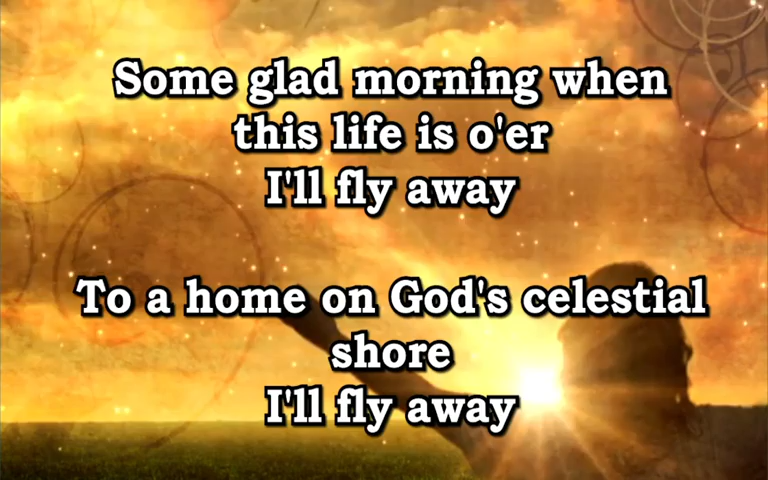 Some glad morning when
this life is o'er
I'll fly away
To a home on God's celestial
shore
I'll fly away